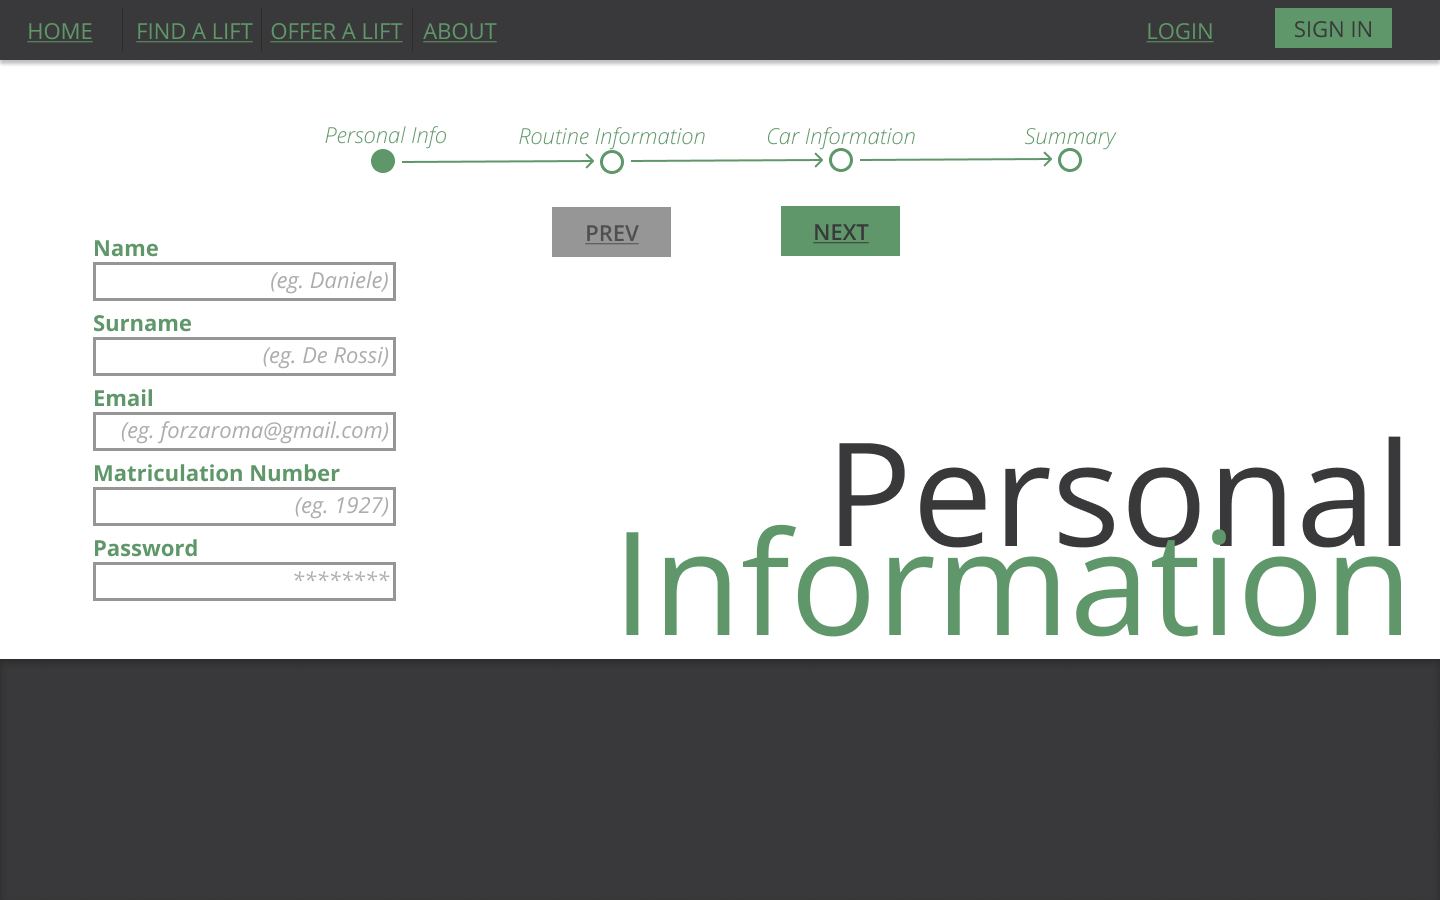 HOME FIND A LIFT OFFER A LIFT ABOUT LOGIN SIGN IN
Personal Info Routine Information Car Information Summary
PREV NEXT
Name
(eg. Daniele)
Surname
(eg. De Rossi)
Email
(eg. forzaroma@gmail.com)
Matriculation Number
(eg. 1927)
Password
********
Personal
Information